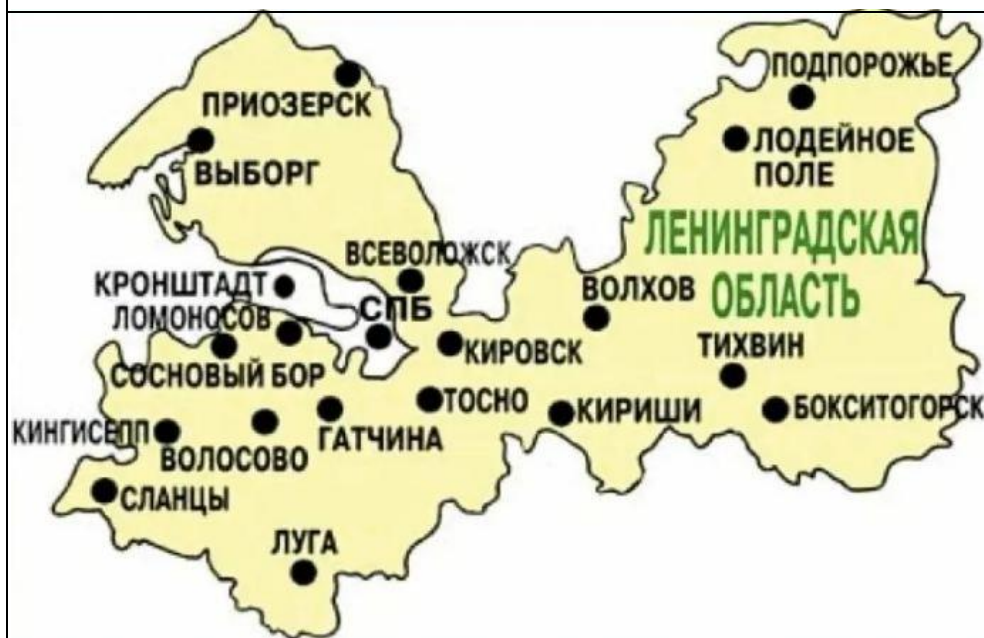 ПОДПОРОЖЬЕ
ПРИОЗЕРСК
ЛОДЕЙНОЕ
ПОЛЕ
ВЫБОРГ
ЛЕНИНГРАДСКАЯ
ОБЛАСТЬ
ВСЕВОЛОЖСК
КРОНШТАДТ
ВОЛХОВ
СПБ
ЛОМОНОСОВ
КИРОВСК
ТИХВИН
СОСНОВЫЙ БОР
ТОСНО
КИРИШИ
БОКСИТОГОРСК
КИНГИСЕПП
ГАТЧИНА
ВОЛОСОВО
СЛАНЦЫ
ЛУГА